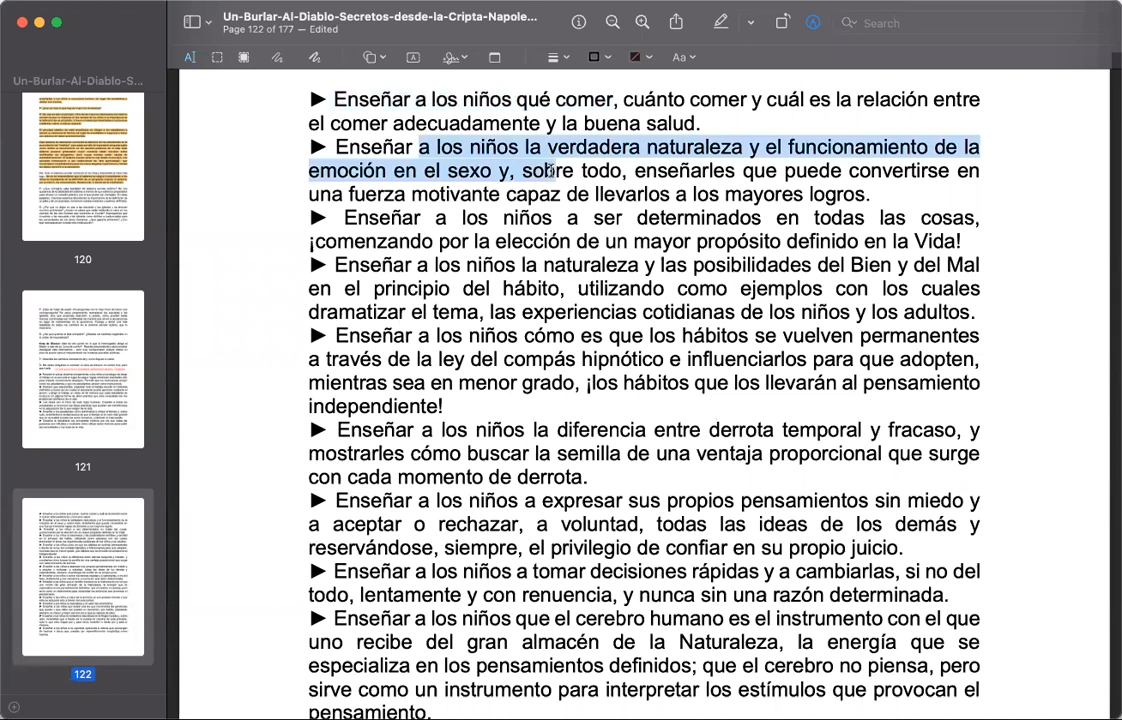 Un-Burlar-Al-Diablo-Secretos-desde-la-Cripta-Napole...
Page 122 of 177 — Edited
Search
Aa
Un-Burlar-Al-Diablo-S...
120
121
122
► Enseñar a los niños qué comer, cuánto comer y cuál es la relación entre
el comer adecuadamente y la buena salud.
► Enseñar a los niños la verdadera naturaleza y el funcionamiento de la
emoción en el sexo y, sobre todo, enseñarles que puede convertirse en
una fuerza motivante capaz de llevarlos a los mayores logros.
► Enseñar a los niños a ser determinados en todas las cosas,
¡comenzando por la elección de un mayor propósito definido en la Vida!
► Enseñar a los niños la naturaleza y las posibilidades del Bien y del Mal
en el principio del hábito, utilizando como ejemplos con los cuales
dramatizar el tema, las experiencias cotidianas de los niños y los adultos.
► Enseñar a los niños cómo es que los hábitos se vuelven permanentes
a través de la ley del compás hipnótico e influenciarlos para que adopten,
mientras sea en menor grado, ¡los hábitos que los llevarán al pensamiento
independiente!
► Enseñar a los niños la diferencia entre derrota temporal y fracaso, y
mostrarles cómo buscar la semilla de una ventaja proporcional que surge
con cada momento de derrota.
► Enseñar a los niños a expresar sus propios pensamientos sin miedo y
a aceptar o rechazar, a voluntad, todas las ideas de los demás y
reservándose, siempre, el privilegio de confiar en su propio juicio.
► Enseñar a los niños a tomar decisiones rápidas y a cambiarlas, si no del
todo, lentamente y con renuencia, y nunca sin una razón determinada.
► Enseñar a los niños que el cerebro humano es el instrumento con el que
uno recibe del gran almacén de la Naturaleza, la energía que se
especializa en los pensamientos definidos; que el cerebro no piensa, pero
sirve como un instrumento para interpretar los estímulos que provocan el
pensamiento.